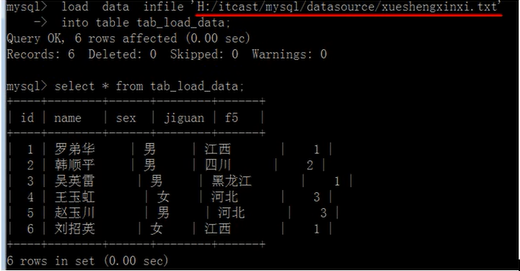 mysql> load data infile 'H:/itcast/mysql/datasource/xueshengxinxi.txt'
-> into table tab_load_data;
Query OK, 6 rows affected (0.00 sec)
Records: 6 Deleted: 0 Skipped: 0 Warnings: 0
mysql> select * from tab_load_data;
+----+--------+------+--------+------+
| id | name | sex | jiguan | f5 |
+----+--------+------+--------+------+
| 1 | 罗弟华 | 男 | 江西 | 1 |
| 2 | 韩顺平 | 男 | 四川 | 2 |
| 3 | 吴英雷 | 男 | 黑龙江 | 1 |
| 4 | 王玉虹 | 女 | 河北 | 3 |
| 5 | 赵玉川 | 男 | 河北 | 3 |
| 6 | 刘招英 | 女 | 江西 | 1 |
+----+--------+------+--------+------+
6 rows in set (0.00 sec)